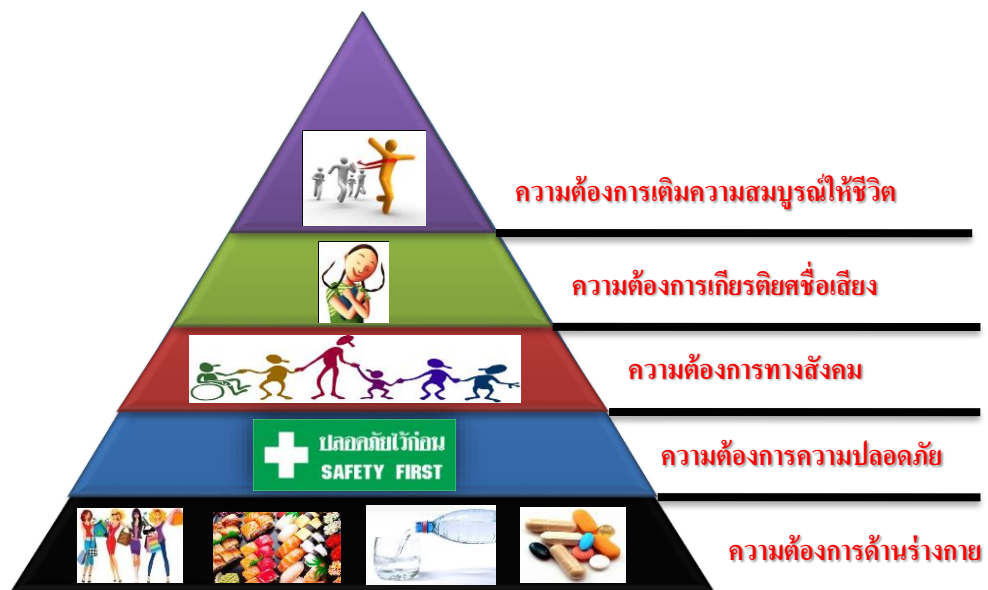 ความต้องการเติมความสมบูรณ์ให้ชีวิต
ความต้องการเกียรติยศชื่อเสียง
ความต้องการทางสังคม
ปลอดภัยไว้ก่อน
SAFETY FIRST
ความต้องการความปลอดภัย
ความต้องการด้านร่างกาย